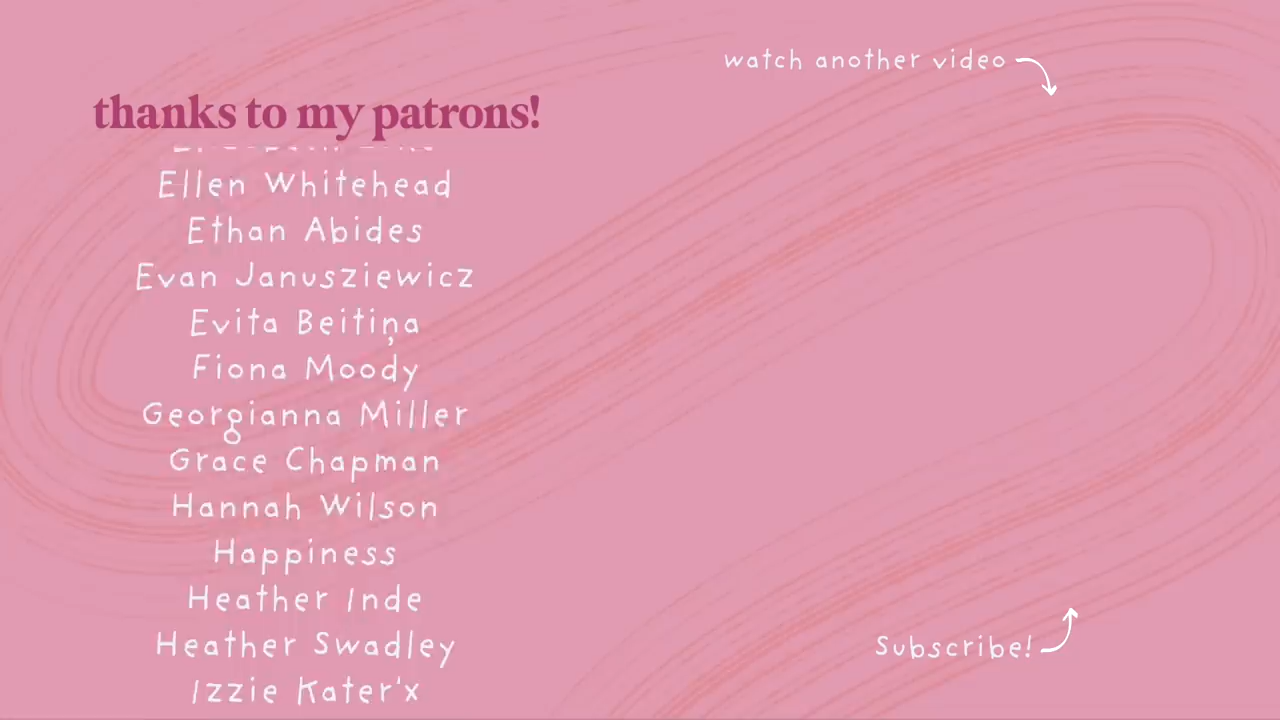 watch another video
thanks to my patrons!
Ellen Whitehead
Ethan Abides
Evan Janusziewicz
Evita Beitiņa
Fiona Moody
Georgianna Miller
Grace Chapman
Hannah Wilson
Happiness
Heather Inde
Heather Swadley
Izzie Kater'x
Subscribe!